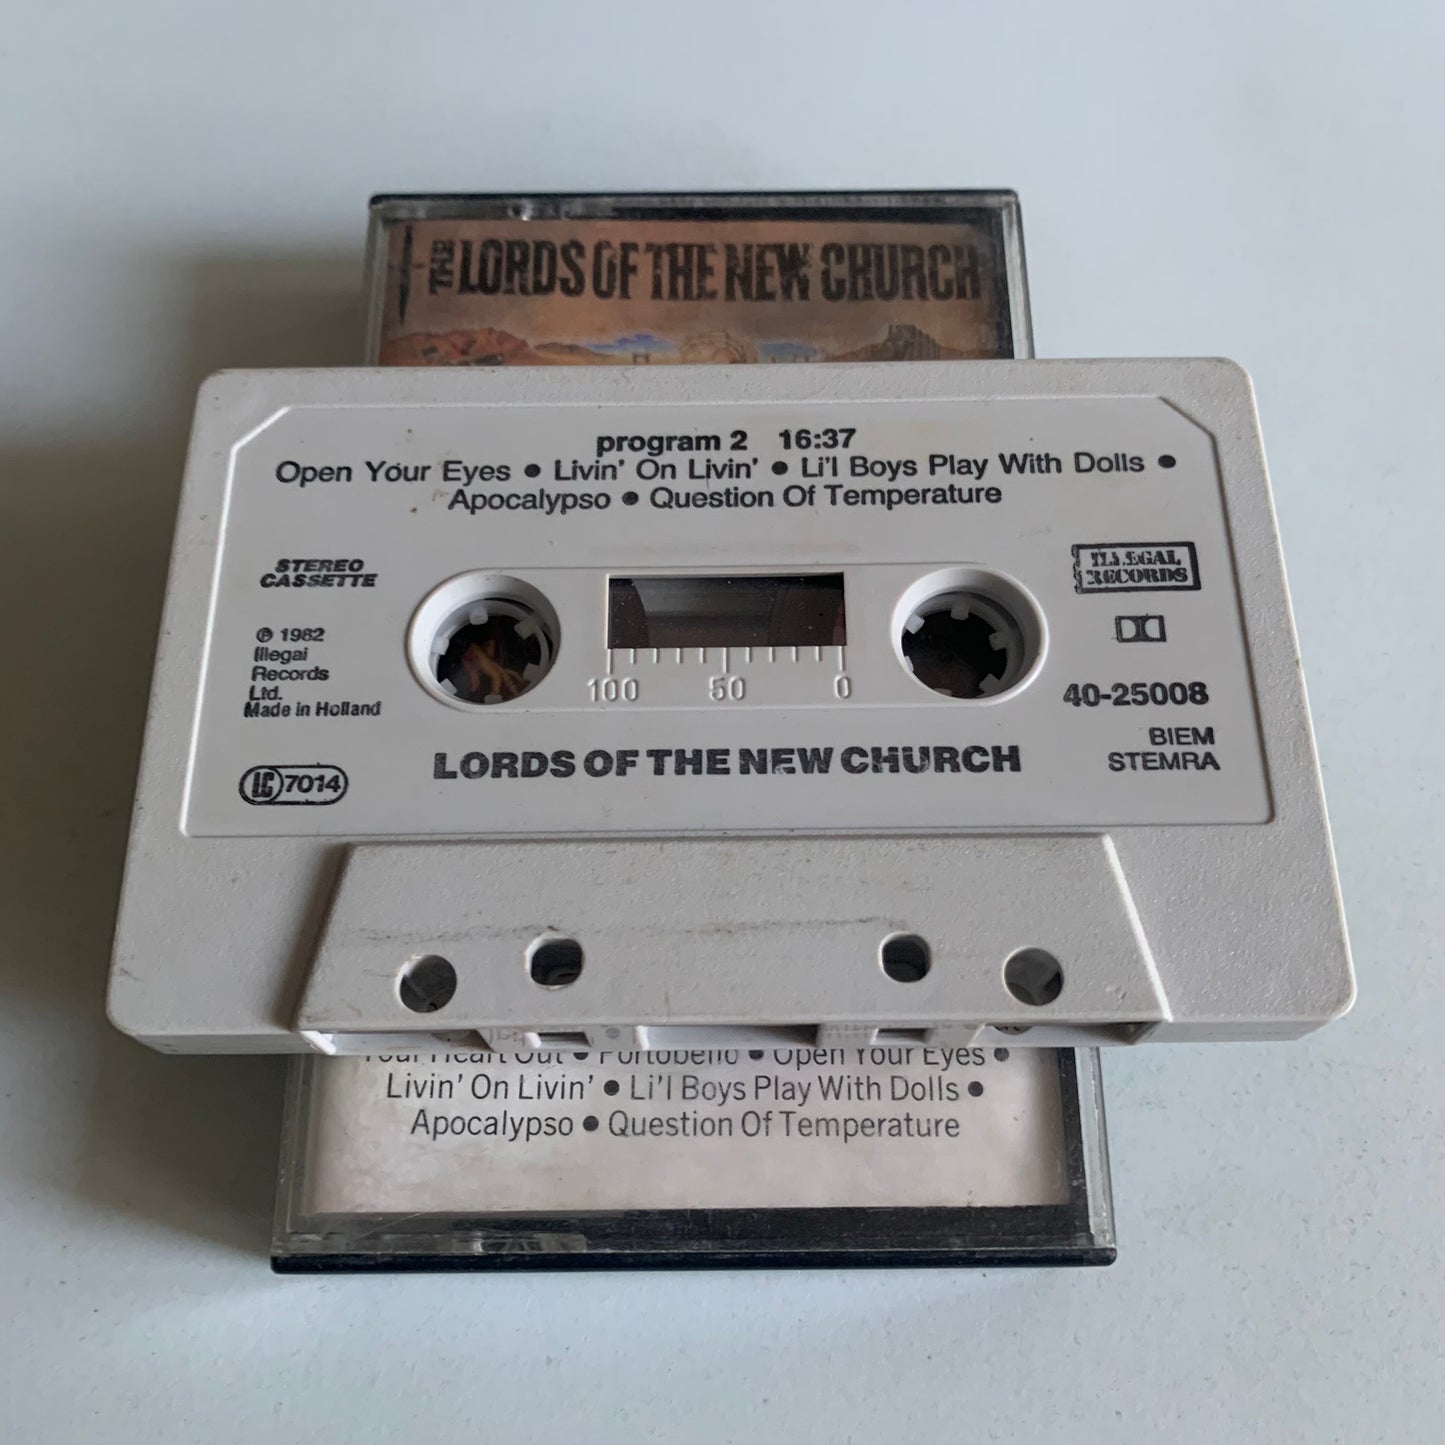 THE LORDS OF THE NEW CHURCH
program 2 16:37
Open Your Eyes • Livin' On Livin' • Li'l Boys Play With Dolls •
Apocalypso • Question Of Temperature
STEREO
CASSETTE
ILLEGAL
RECORDS
℗ 1982
Illegal
Records
Ltd.
Made in Holland
100 50 0
40-25008
BIEM
STEMRA
LORDS OF THE NEW CHURCH
LC 7014
Your Heart Out • Portobello • Open Your Eyes •
Livin' On Livin' • Li'l Boys Play With Dolls •
Apocalypso • Question Of Temperature